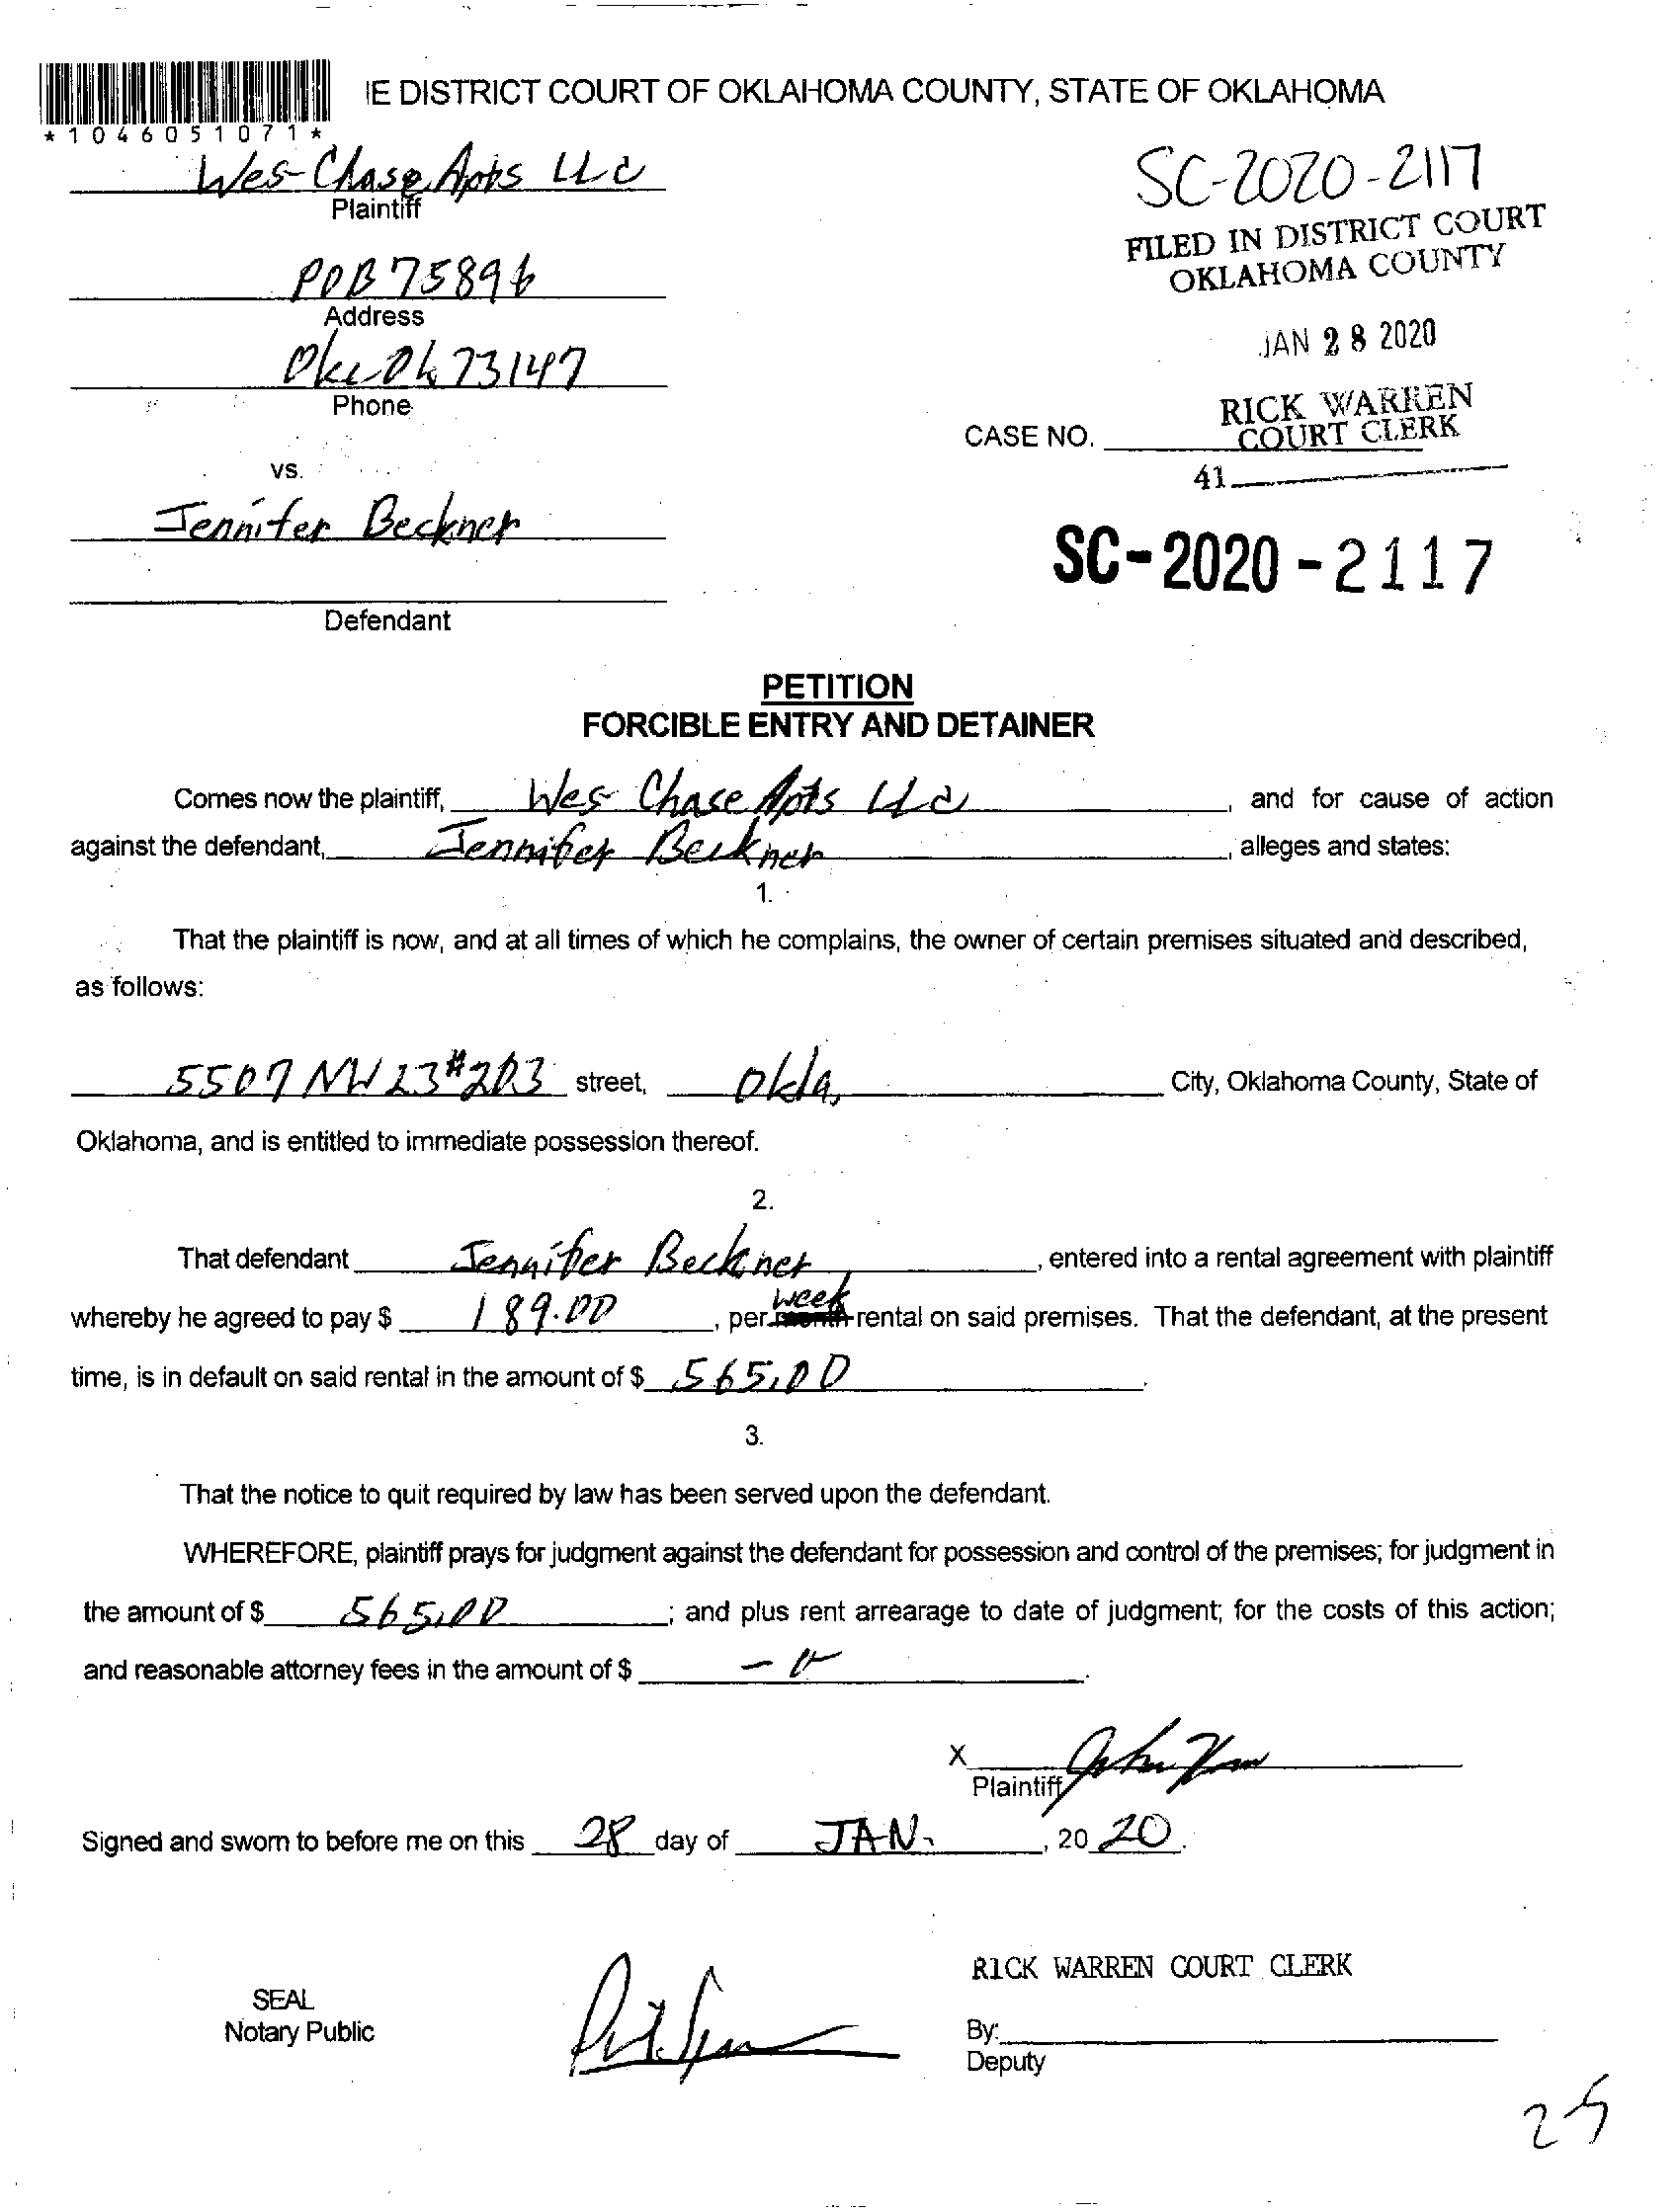 IE DISTRICT COURT OF OKLAHOMA COUNTY, STATE OF OKLAHOMA
*1046051071*
Wes-Chase Apts LLC
Plaintiff
SC-2020-2117
FILED IN DISTRICT COURT
OKLAHOMA COUNTY
POB 75896
Address
JAN 28 2020
Okc Ok 73147
Phone
RICK WARREN
COURT CLERK
CASE NO.
41
vs.
Jennifer Beckner
SC-2020-2117
Defendant
PETITION
FORCIBLE ENTRY AND DETAINER
Comes now the plaintiff, Wes Chase Apts LLC, and for cause of action
against the defendant, Jennifer Beckner, alleges and states:
1.
That the plaintiff is now, and at all times of which he complains, the owner of certain premises situated and described,
as follows:
5507 NW 23 #203 street, Okla, City, Oklahoma County, State of
Oklahoma, and is entitled to immediate possession thereof.
2.
That defendant Jennifer Beckner, entered into a rental agreement with plaintiff
whereby he agreed to pay $ 189.00, per month week rental on said premises. That the defendant, at the present
time, is in default on said rental in the amount of $ 565.00.
3.
That the notice to quit required by law has been served upon the defendant.
WHEREFORE, plaintiff prays for judgment against the defendant for possession and control of the premises; for judgment in
the amount of $ 565.00; and plus rent arrearage to date of judgment; for the costs of this action;
and reasonable attorney fees in the amount of $
X
Plaintiff
Signed and sworn to before me on this 28 day of JAN., 20 20.
RICK WARREN COURT CLERK
SEAL
Notary Public
By:
Deputy
25